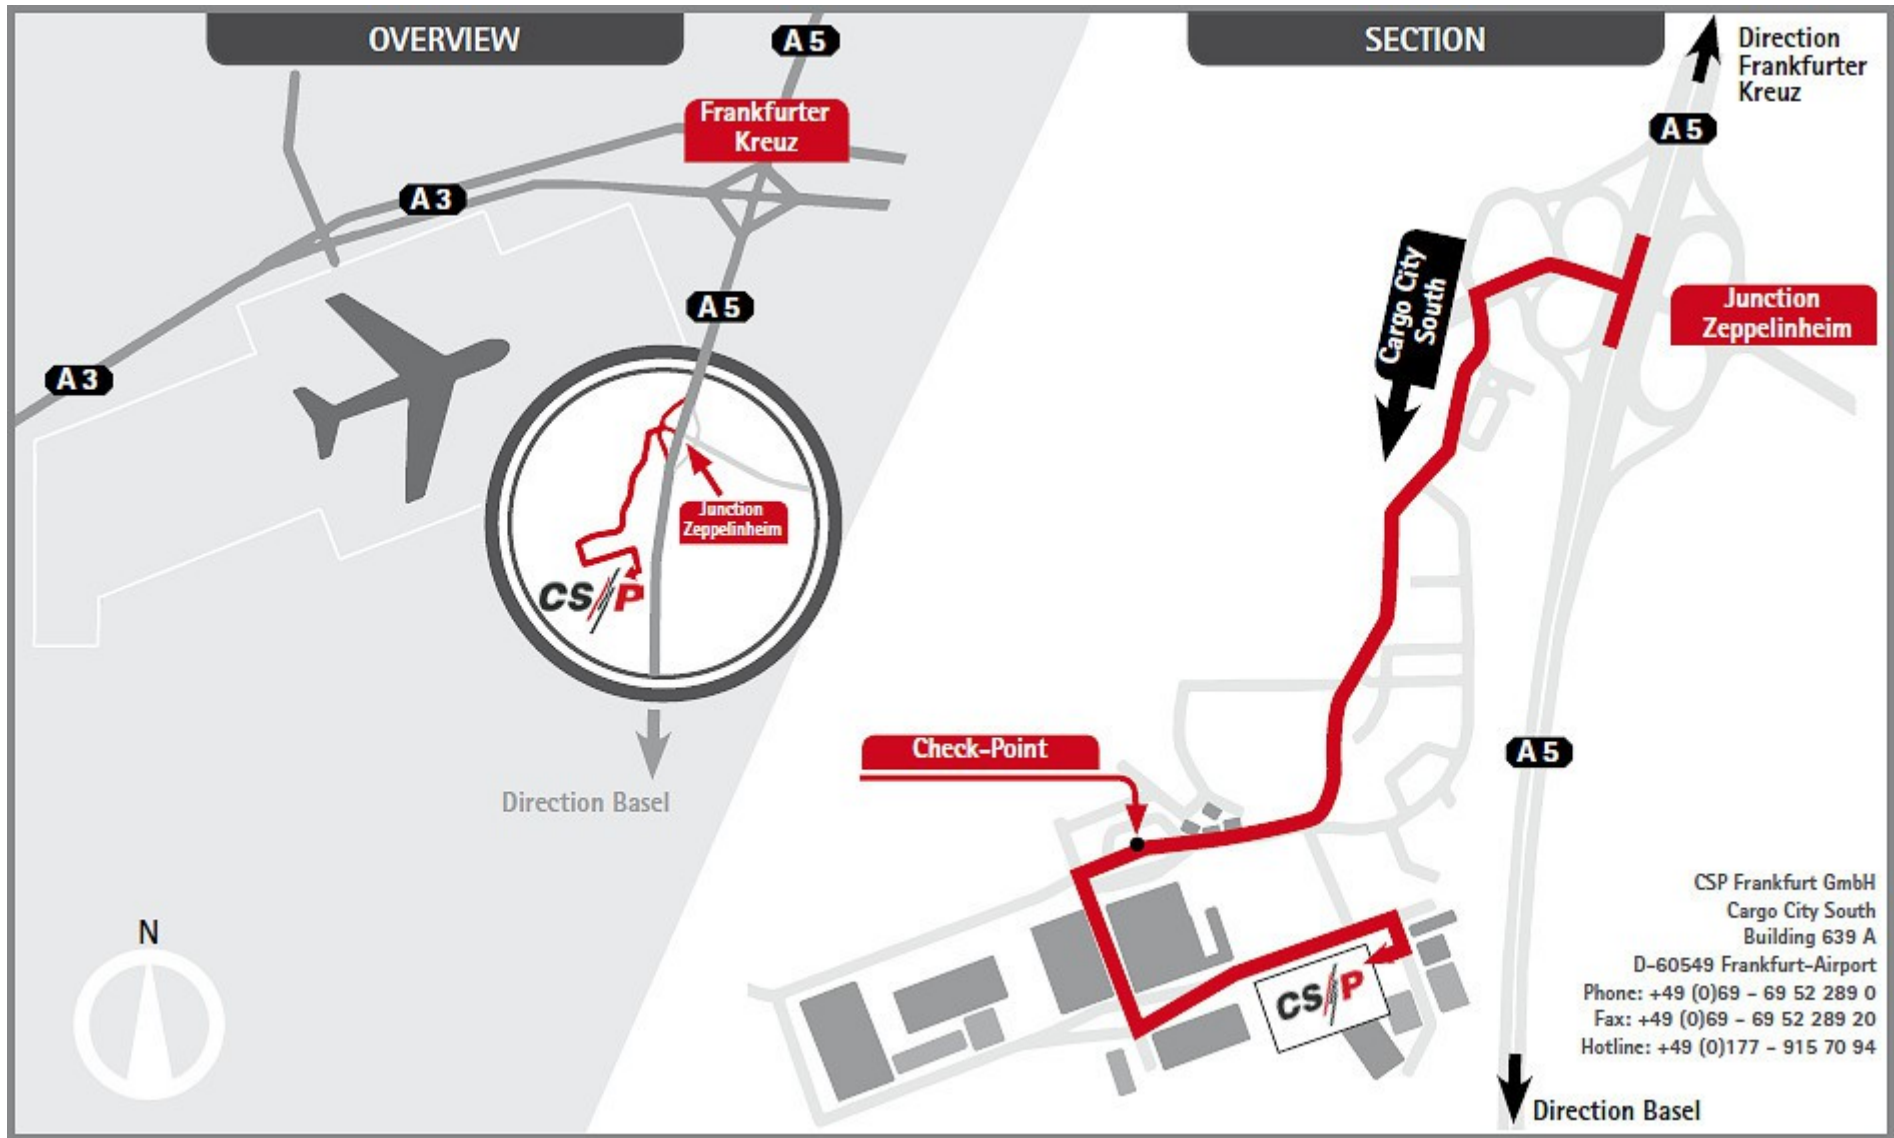 OVERVIEW
A 5
Frankfurter
Kreuz
A 3
A 5
A 3
Junction
Zeppelinheim
CS//P
Direction Basel
N
SECTION
Direction
Frankfurter
Kreuz
A 5
Cargo City
South
Junction
Zeppelinheim
A 5
Check-Point
CS//P
CSP Frankfurt GmbH
Cargo City South
Building 639 A
D-60549 Frankfurt-Airport
Phone: +49 (0)69 - 69 52 289 0
Fax: +49 (0)69 - 69 52 289 20
Hotline: +49 (0)177 - 915 70 94
Direction Basel